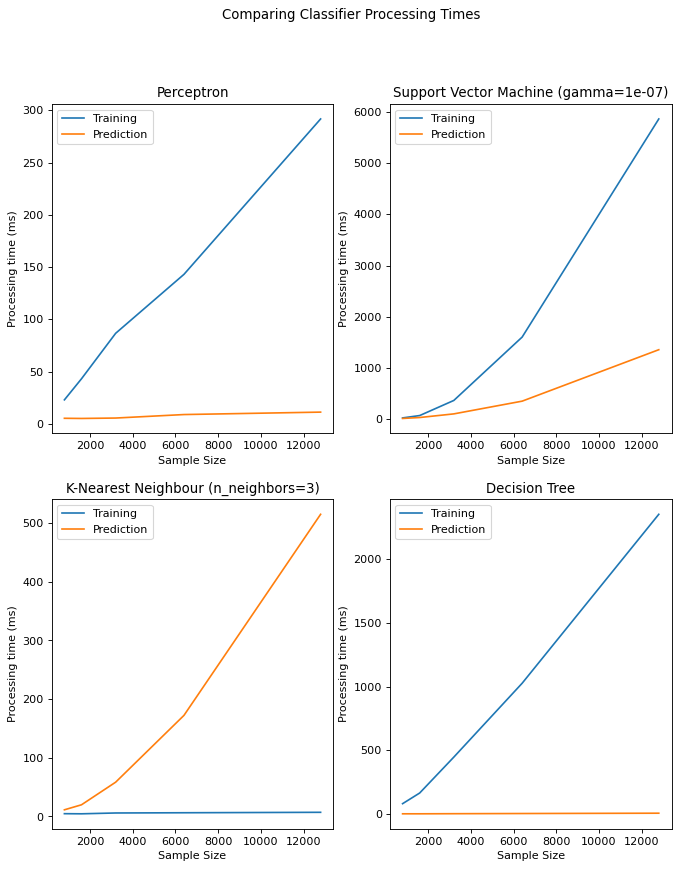 Comparing Classifier Processing Times
Perceptron
300
250
200
150
100
50
0
Processing time (ms)
Training
Prediction
2000 4000 6000 8000 10000 12000
Sample Size
Support Vector Machine (gamma=1e-07)
6000
5000
4000
3000
2000
1000
0
Processing time (ms)
Training
Prediction
2000 4000 6000 8000 10000 12000
Sample Size
K-Nearest Neighbour (n_neighbors=3)
500
400
300
200
100
0
Processing time (ms)
Training
Prediction
2000 4000 6000 8000 10000 12000
Sample Size
Decision Tree
2000
1500
1000
500
0
Processing time (ms)
Training
Prediction
2000 4000 6000 8000 10000 12000
Sample Size